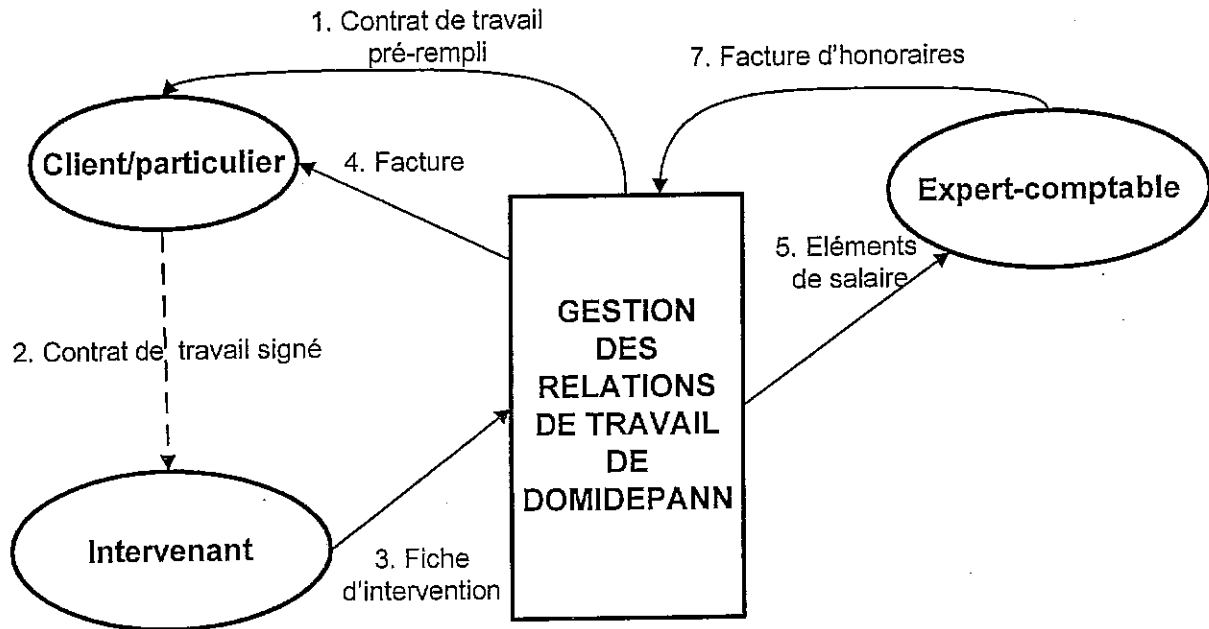 1. Contrat de travail
pré-rempli
7. Facture d'honoraires
Client/particulier
4. Facture
Expert-comptable
5. Eléments
de salaire
GESTION
DES
RELATIONS
DE TRAVAIL
DE
DOMIDEPANN
2. Contrat de travail signé
Intervenant
3. Fiche
d'intervention